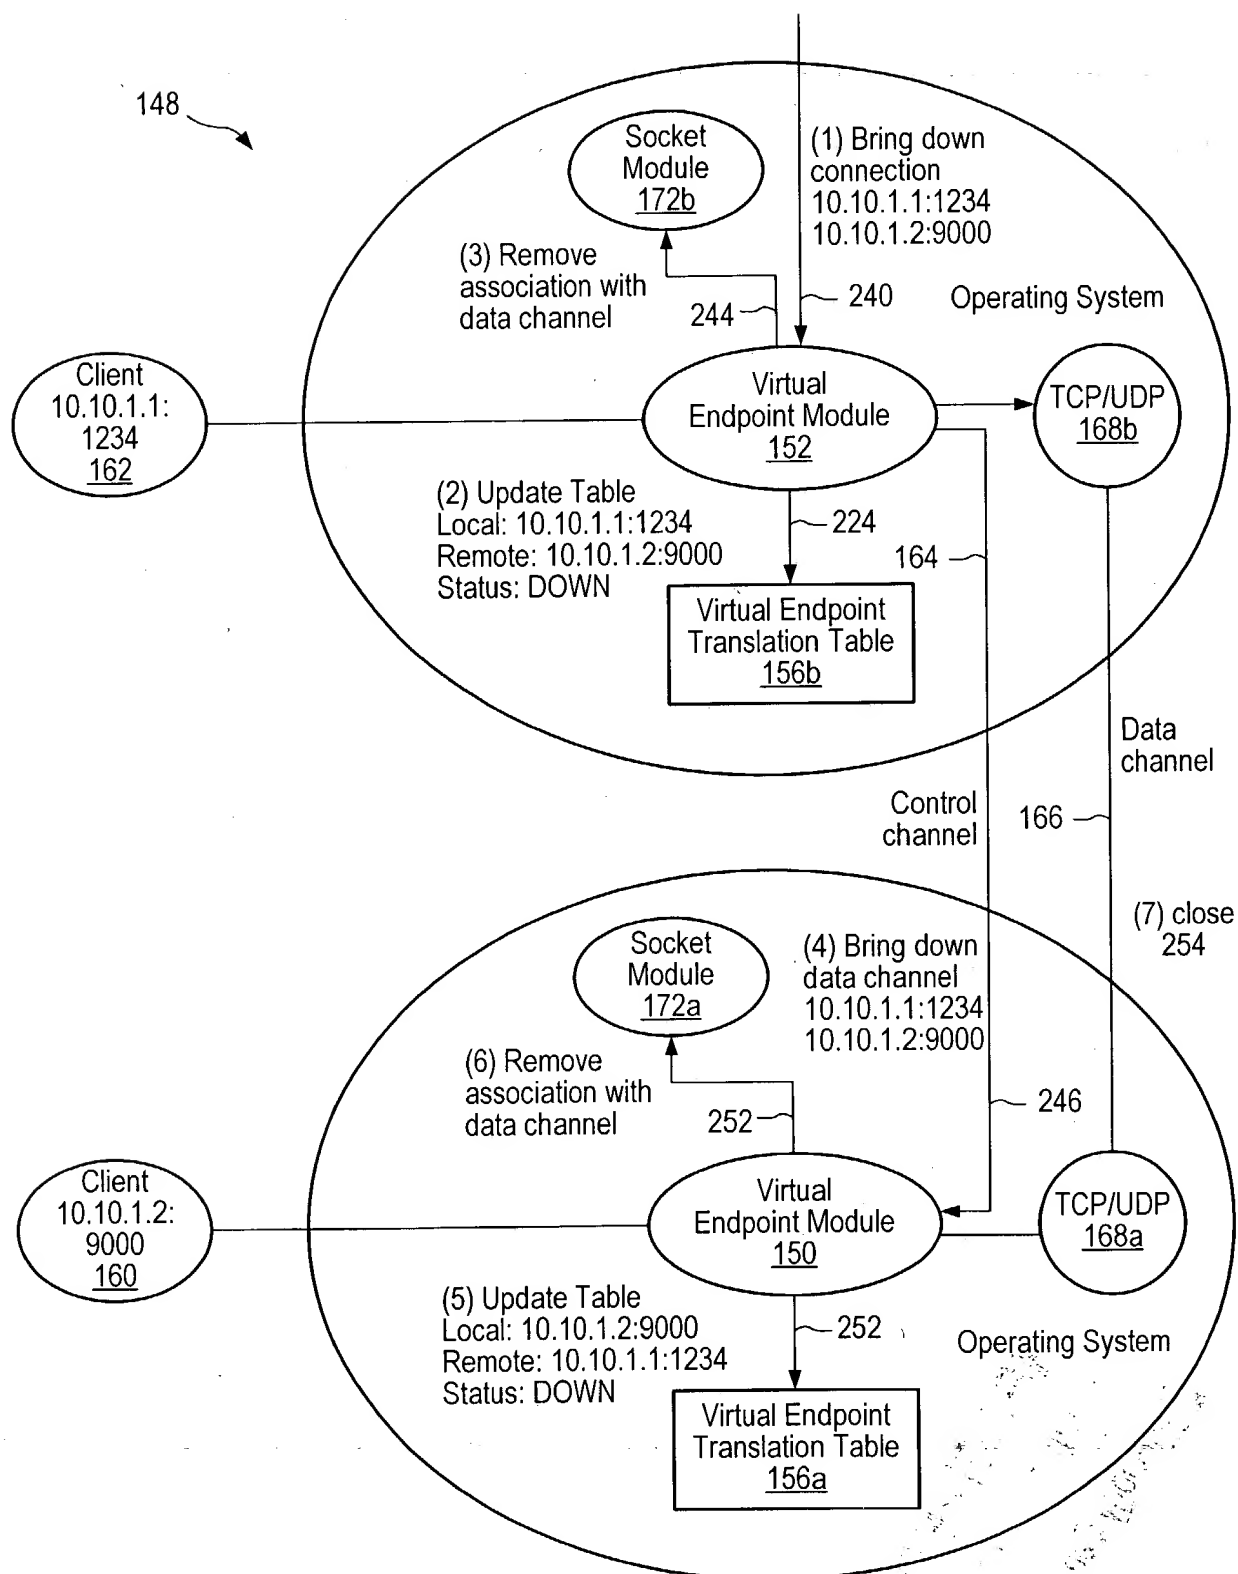 148
Socket
Module
172b
(1) Bring down
connection
10.10.1.1:1234
10.10.1.2:9000
(3) Remove
association with
data channel
244
240
Operating System
Client
10.10.1.1:
1234
162
Virtual
Endpoint Module
152
TCP/UDP
168b
(2) Update Table
Local: 10.10.1.1:1234
Remote: 10.10.1.2:9000
Status: DOWN
224
164
Virtual Endpoint
Translation Table
156b
Data
channel
Control
channel
166
(7) close
254
Socket
Module
172a
(4) Bring down
data channel
10.10.1.1:1234
10.10.1.2:9000
(6) Remove
association with
data channel
252
246
Client
10.10.1.2:
9000
160
Virtual
Endpoint Module
150
TCP/UDP
168a
(5) Update Table
Local: 10.10.1.2:9000
Remote: 10.10.1.1:1234
Status: DOWN
252
Operating System
Virtual Endpoint
Translation Table
156a